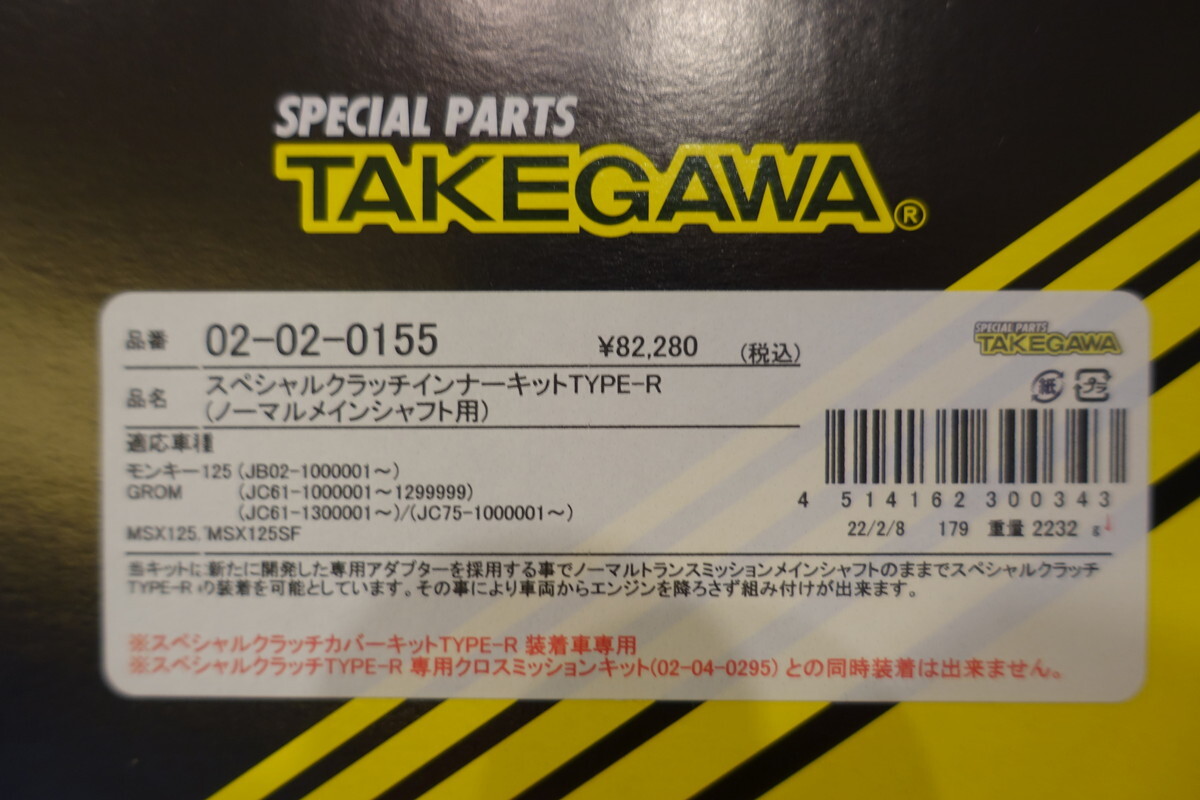 SPECIAL PARTS
TAKEGAWA®
品番 02-02-0155 ¥82,280 (税込)
SPECIAL PARTS
TAKEGAWA
品名 スペシャルクラッチインナーキットTYPE-R
(ノーマルメインシャフト用)
紙 プラ
適応車種
モンキー125 (JB02-1000001～)
GROM (JC61-1000001～1299999)
(JC61-1300001～)/(JC75-1000001～)
MSX125. MSX125SF
4 514162 300343
22/2/8 179 重量 2232 g
当キットは新たに開発した専用アダプターを採用する事でノーマルトランスミッションメインシャフトのままでスペシャルクラッチ
TYPE-Rの装着を可能としています。その事により車両からエンジンを降ろさず組み付けが出来ます。
※スペシャルクラッチカバーキットTYPE-R 装着車専用
※スペシャルクラッチTYPE-R 専用クロスミッションキット(02-04-0295) との同時装着は出来ません。